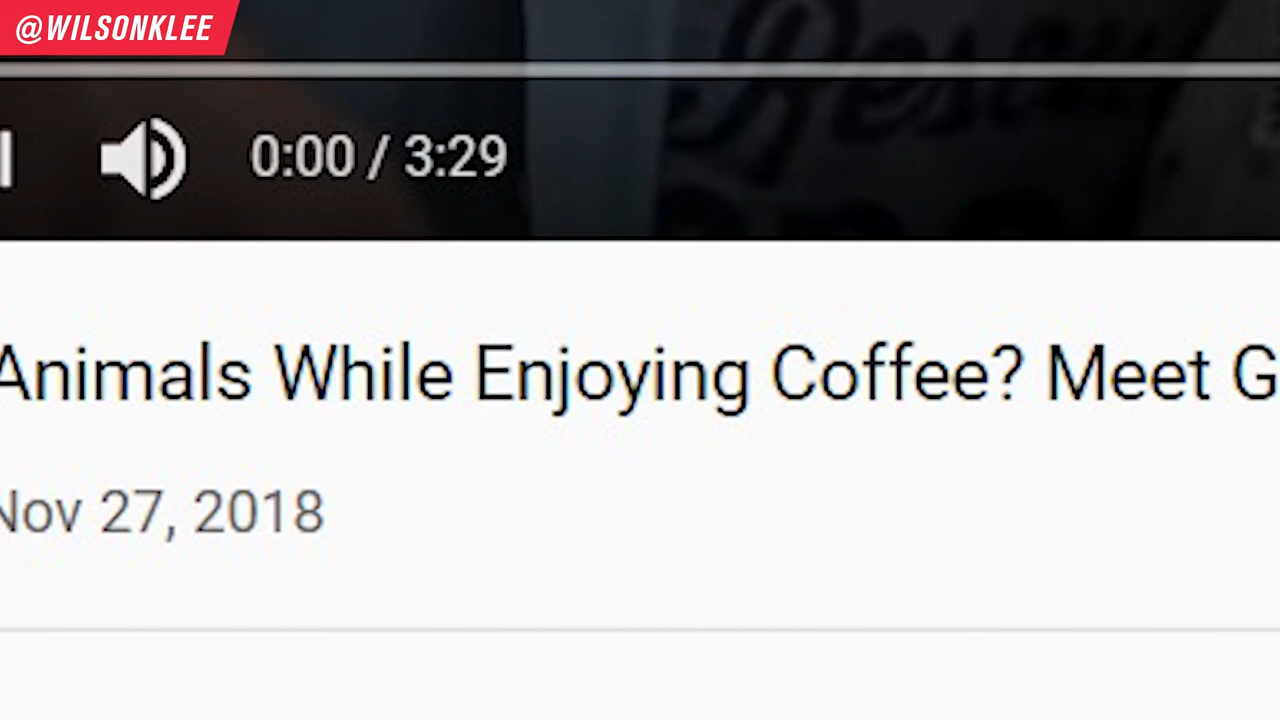 @WILSONKLEE
0:00 / 3:29
Animals While Enjoying Coffee? Meet G
Nov 27, 2018